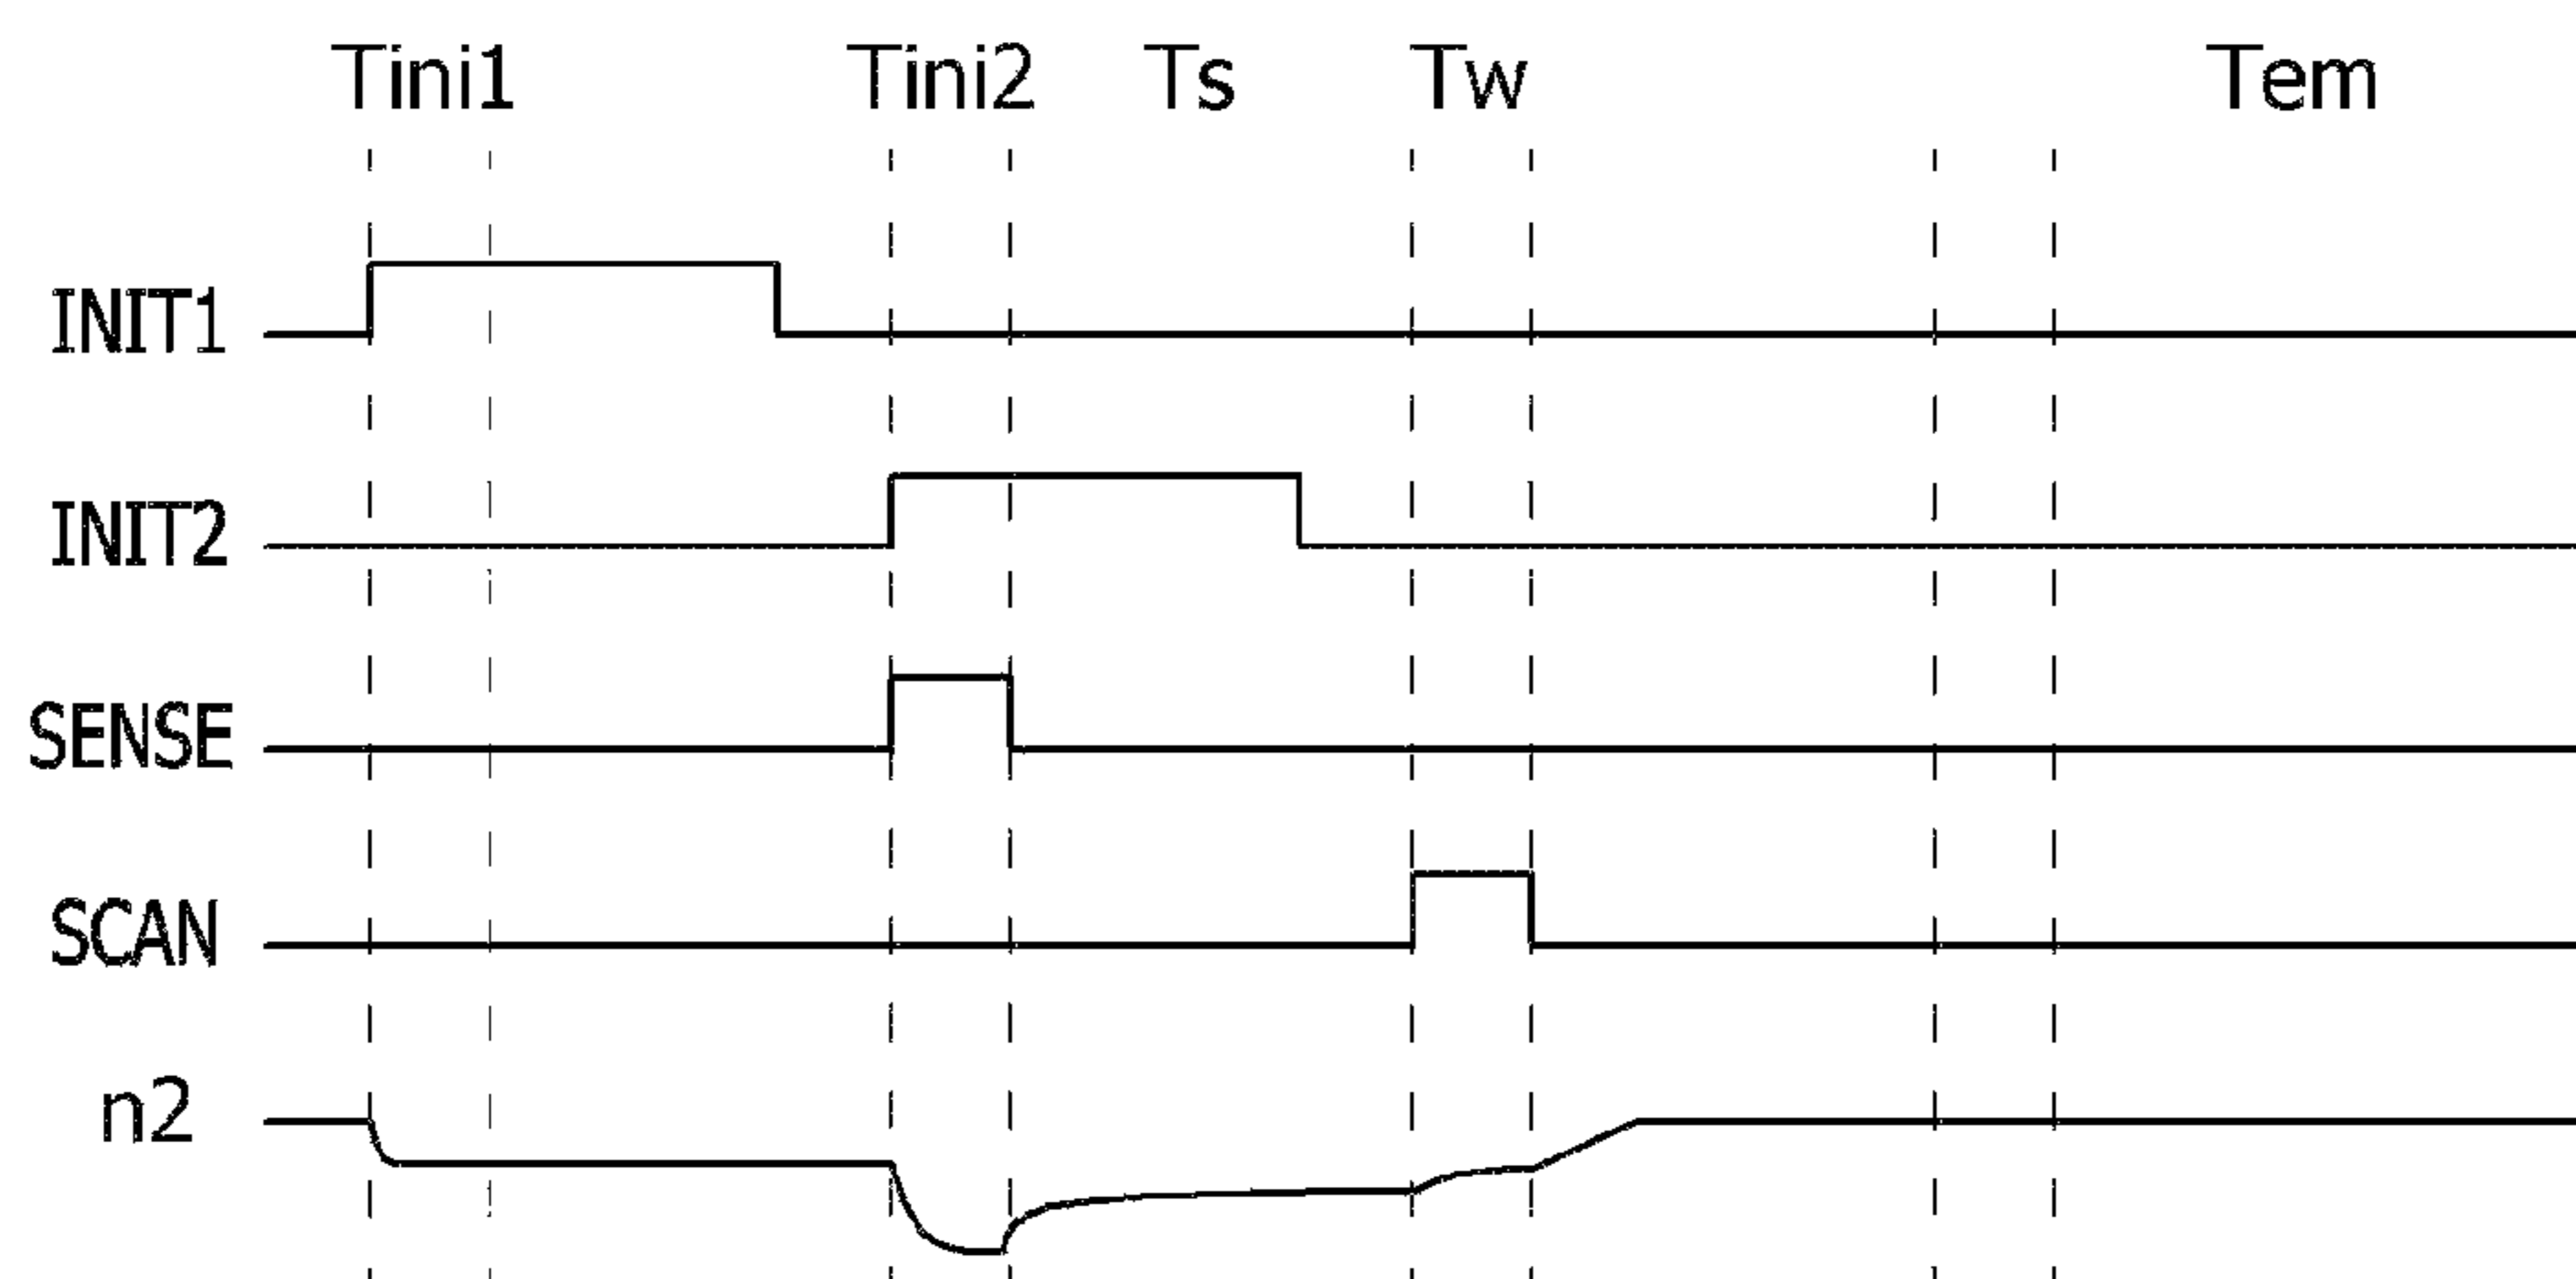 Tini1 Tini2 Ts Tw Tem
INIT1
INIT2
SENSE
SCAN
n2